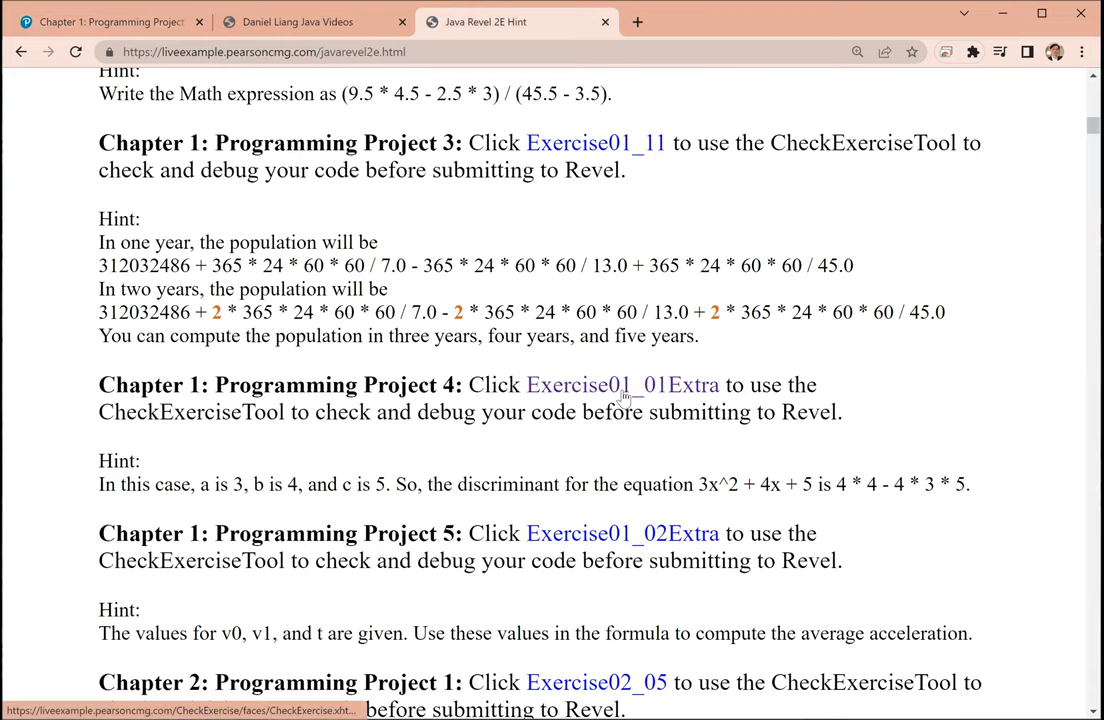 Chapter 1: Programming Project
Daniel Liang Java Videos
Java Revel 2E Hint
https://liveexample.pearsoncmg.com/javarevel2e.html
Hint:
Write the Math expression as (9.5 * 4.5 - 2.5 * 3) / (45.5 - 3.5).
Chapter 1: Programming Project 3: Click Exercise01_11 to use the CheckExerciseTool to
check and debug your code before submitting to Revel.
Hint:
In one year, the population will be
312032486 + 365 * 24 * 60 * 60 / 7.0 - 365 * 24 * 60 * 60 / 13.0 + 365 * 24 * 60 * 60 / 45.0
In two years, the population will be
312032486 + 2 * 365 * 24 * 60 * 60 / 7.0 - 2 * 365 * 24 * 60 * 60 / 13.0 + 2 * 365 * 24 * 60 * 60 / 45.0
You can compute the population in three years, four years, and five years.
Chapter 1: Programming Project 4: Click Exercise01_01Extra to use the
CheckExerciseTool to check and debug your code before submitting to Revel.
Hint:
In this case, a is 3, b is 4, and c is 5. So, the discriminant for the equation 3x^2 + 4x + 5 is 4 * 4 - 4 * 3 * 5.
Chapter 1: Programming Project 5: Click Exercise01_02Extra to use the
CheckExerciseTool to check and debug your code before submitting to Revel.
Hint:
The values for v0, v1, and t are given. Use these values in the formula to compute the average acceleration.
Chapter 2: Programming Project 1: Click Exercise02_05 to use the CheckExerciseTool to
before submitting to Revel.
https://liveexample.pearsoncmg.com/CheckExercise/faces/CheckExercise.xht...